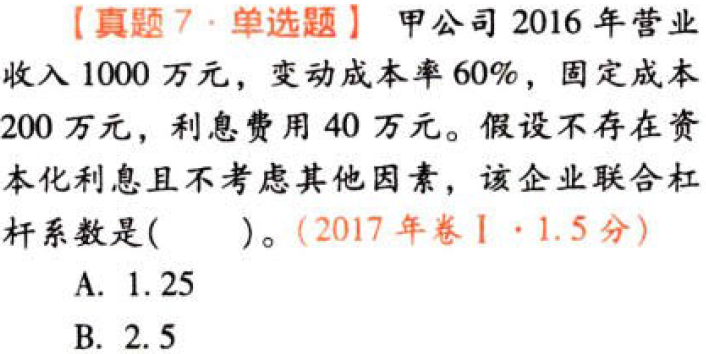 【真题7·单选题】 甲公司 2016 年营业
收入 1000 万元，变动成本率 60%，固定成本
200 万元，利息费用 40 万元。假设不存在资
本化利息且不考虑其他因素，该企业联合杠
杆系数是(　　)。(2017 年卷Ⅰ·1.5 分)
A. 1.25
B. 2.5